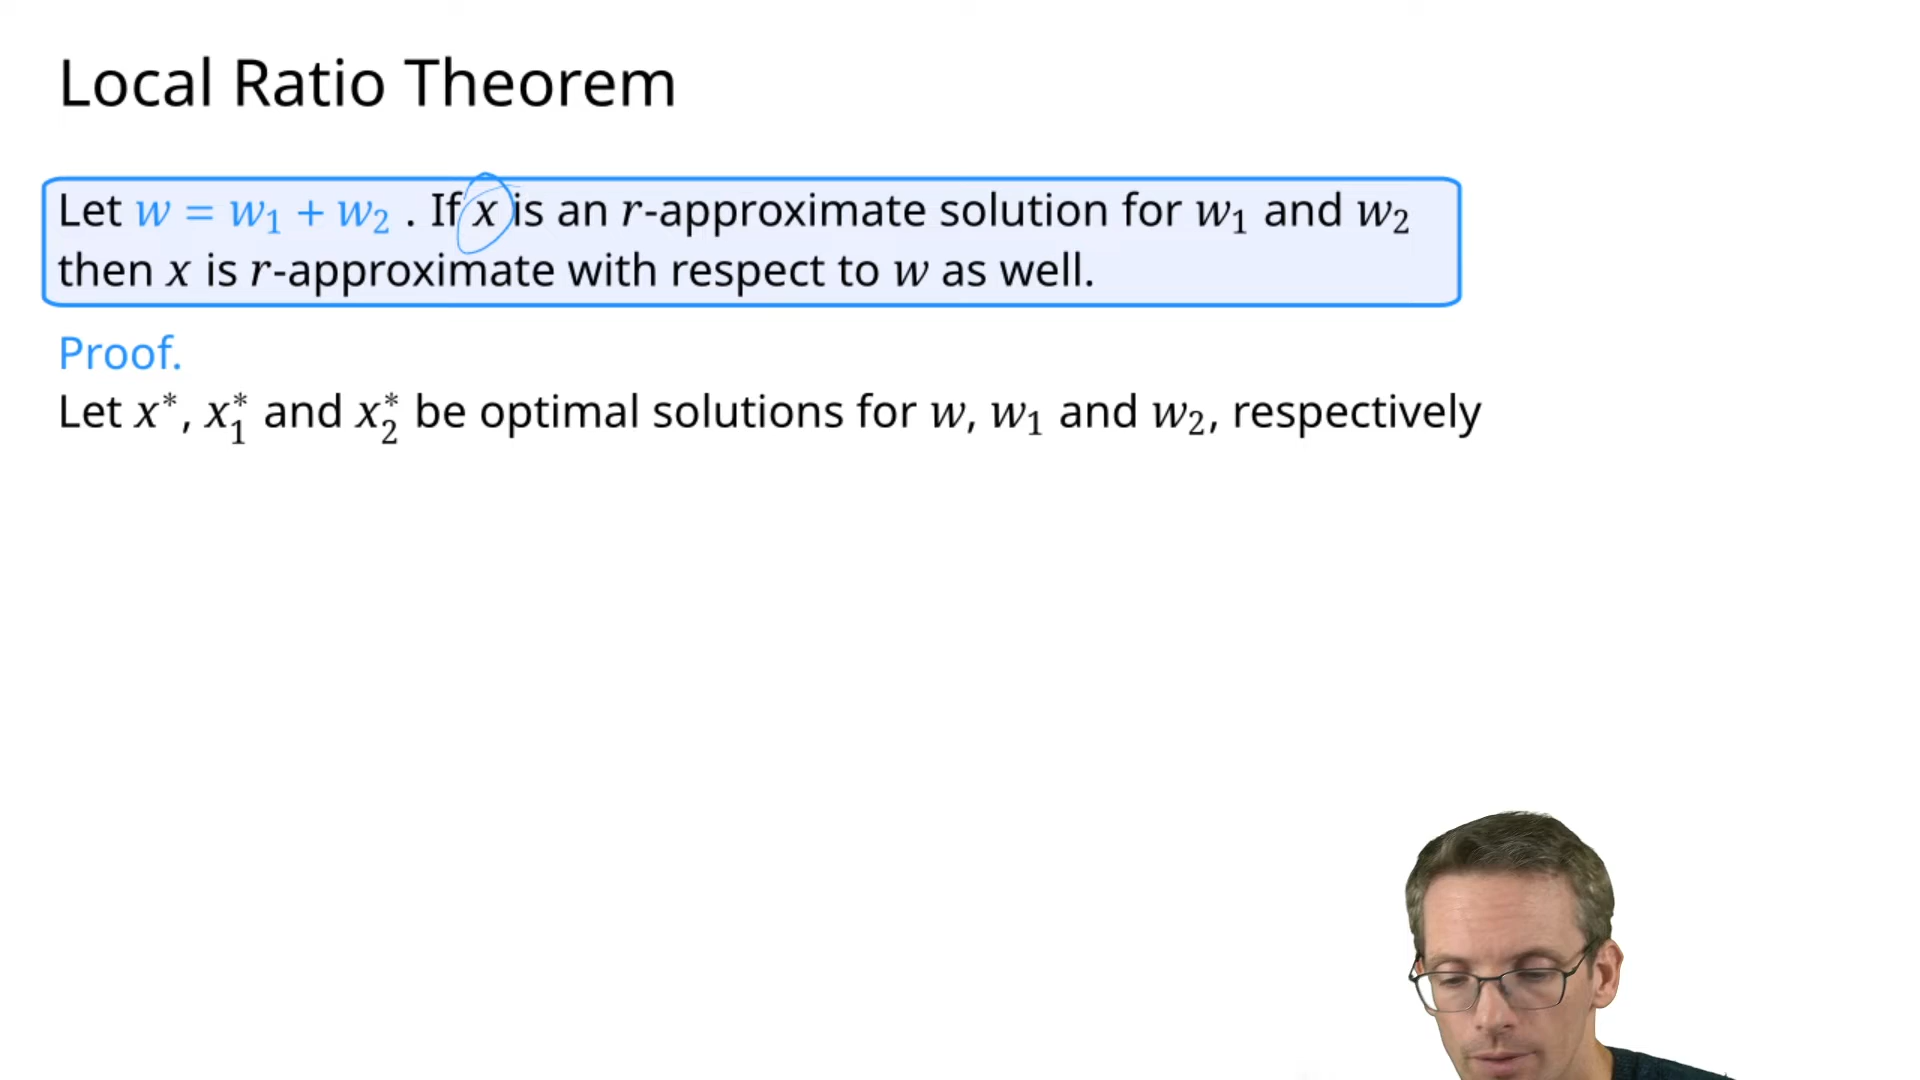 Local Ratio Theorem
Let w = w₁ + w₂ . If x is an r-approximate solution for w₁ and w₂
then x is r-approximate with respect to w as well.
Proof.
Let x*, x₁* and x₂* be optimal solutions for w, w₁ and w₂, respectively